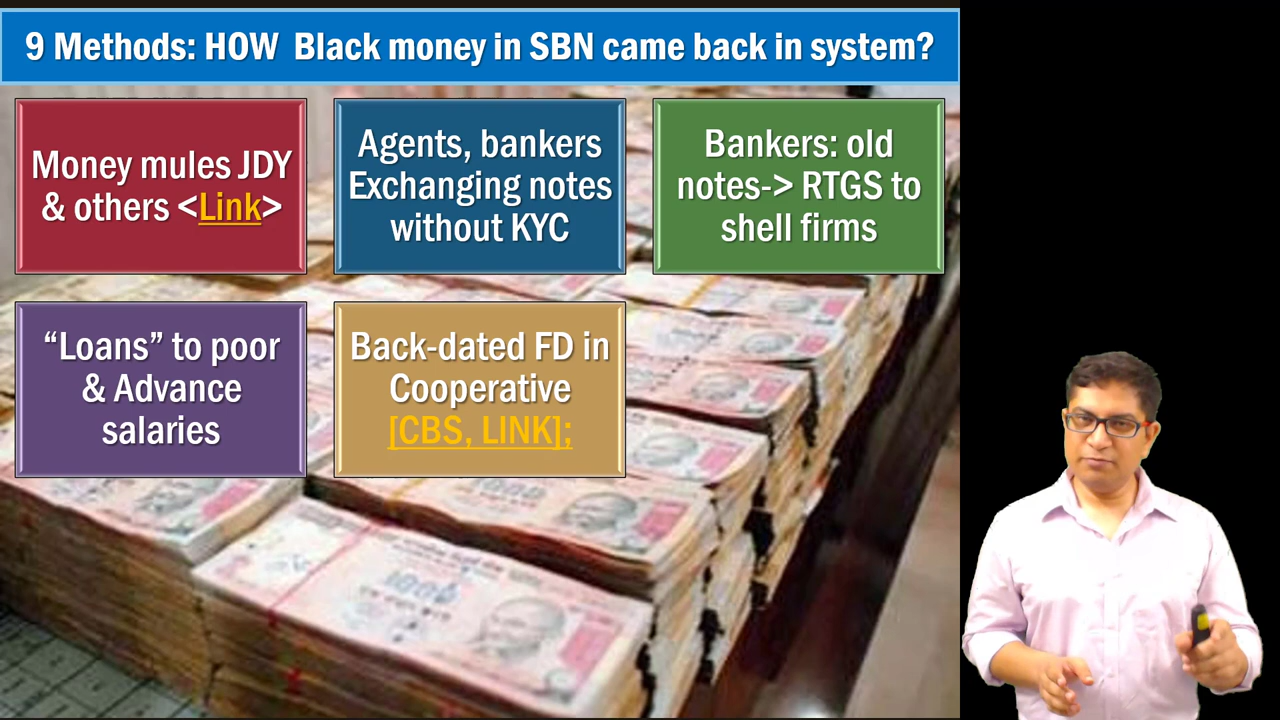 9 Methods: HOW Black money in SBN came back in system?
Money mules JDY
& others <Link>
Agents, bankers
Exchanging notes
without KYC
Bankers: old
notes-> RTGS to
shell firms
“Loans” to poor
& Advance
salaries
Back-dated FD in
Cooperative
[CBS, LINK];